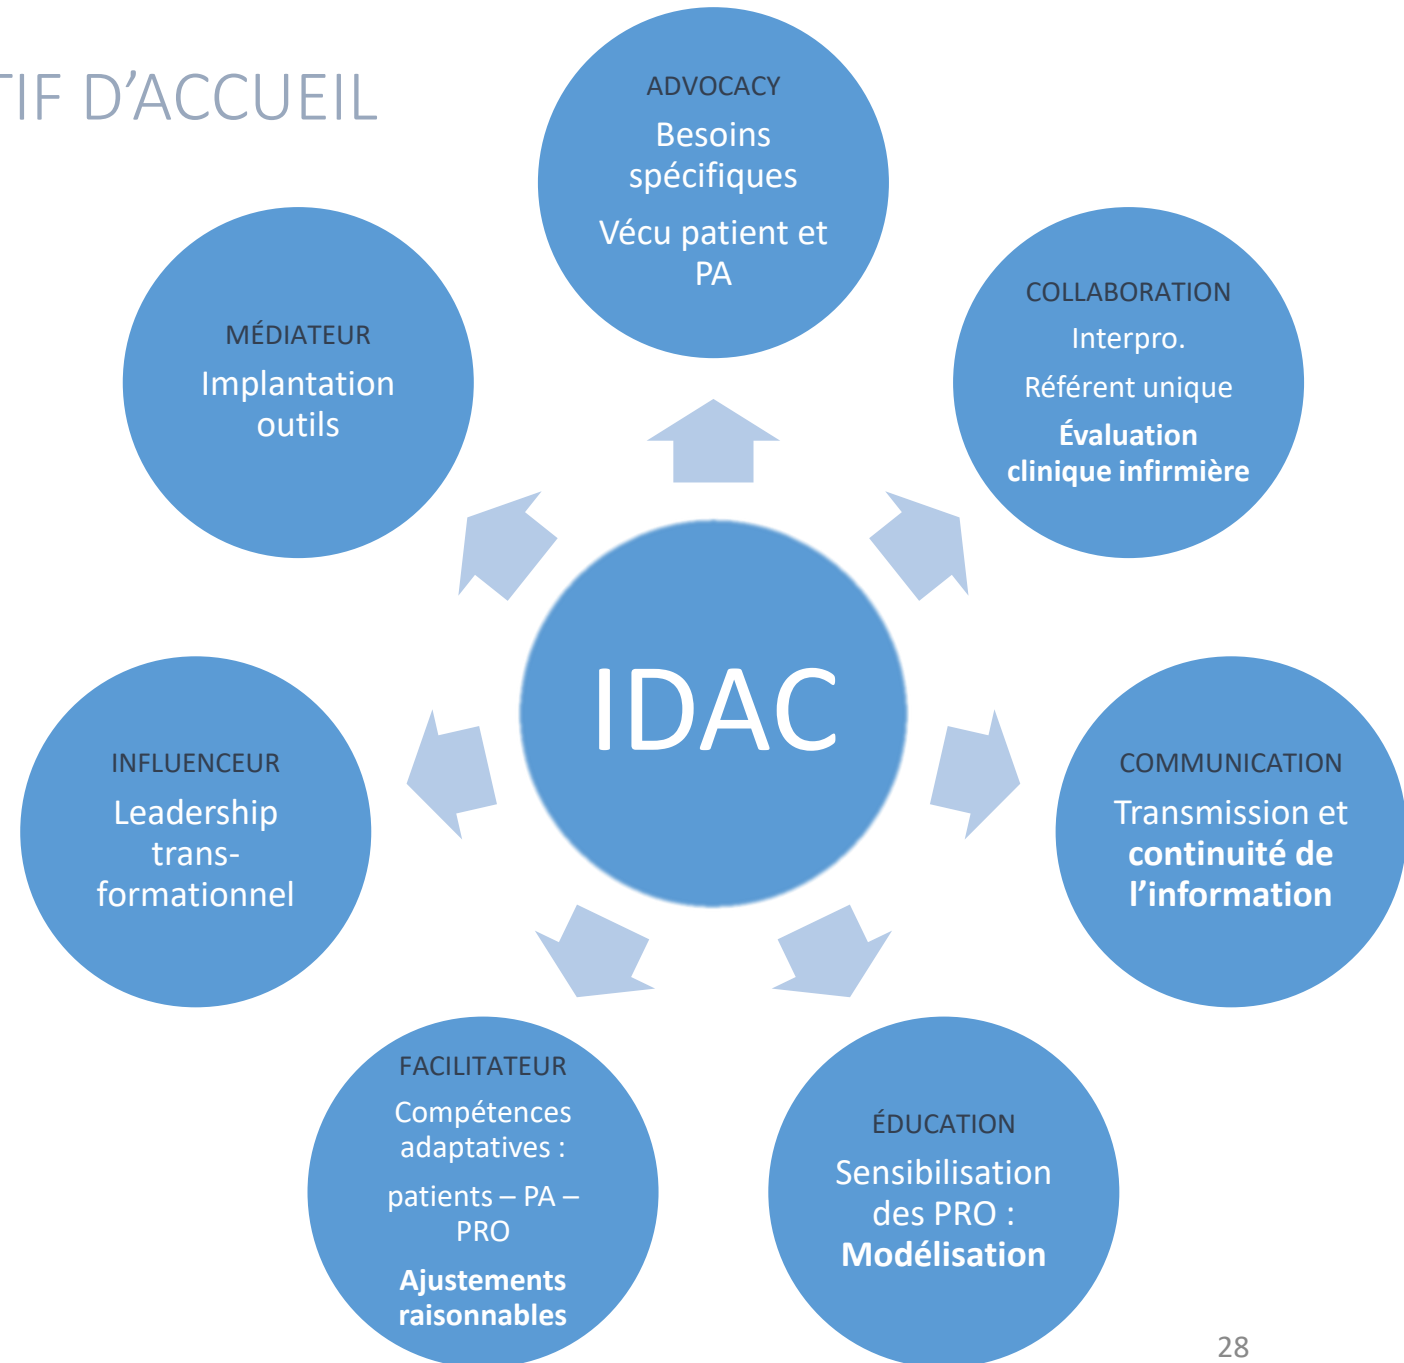 TIF D’ACCUEIL
ADVOCACY
Besoins
spécifiques
Vécu patient et
PA
COLLABORATION
Interpro.
Référent unique
Évaluation
clinique infirmière
COMMUNICATION
Transmission et
continuité de
l’information
ÉDUCATION
Sensibilisation
des PRO :
Modélisation
FACILITATEUR
Compétences
adaptatives :
patients – PA –
PRO
Ajustements
raisonnables
INFLUENCEUR
Leadership
trans-
formationnel
MÉDIATEUR
Implantation
outils
IDAC
28